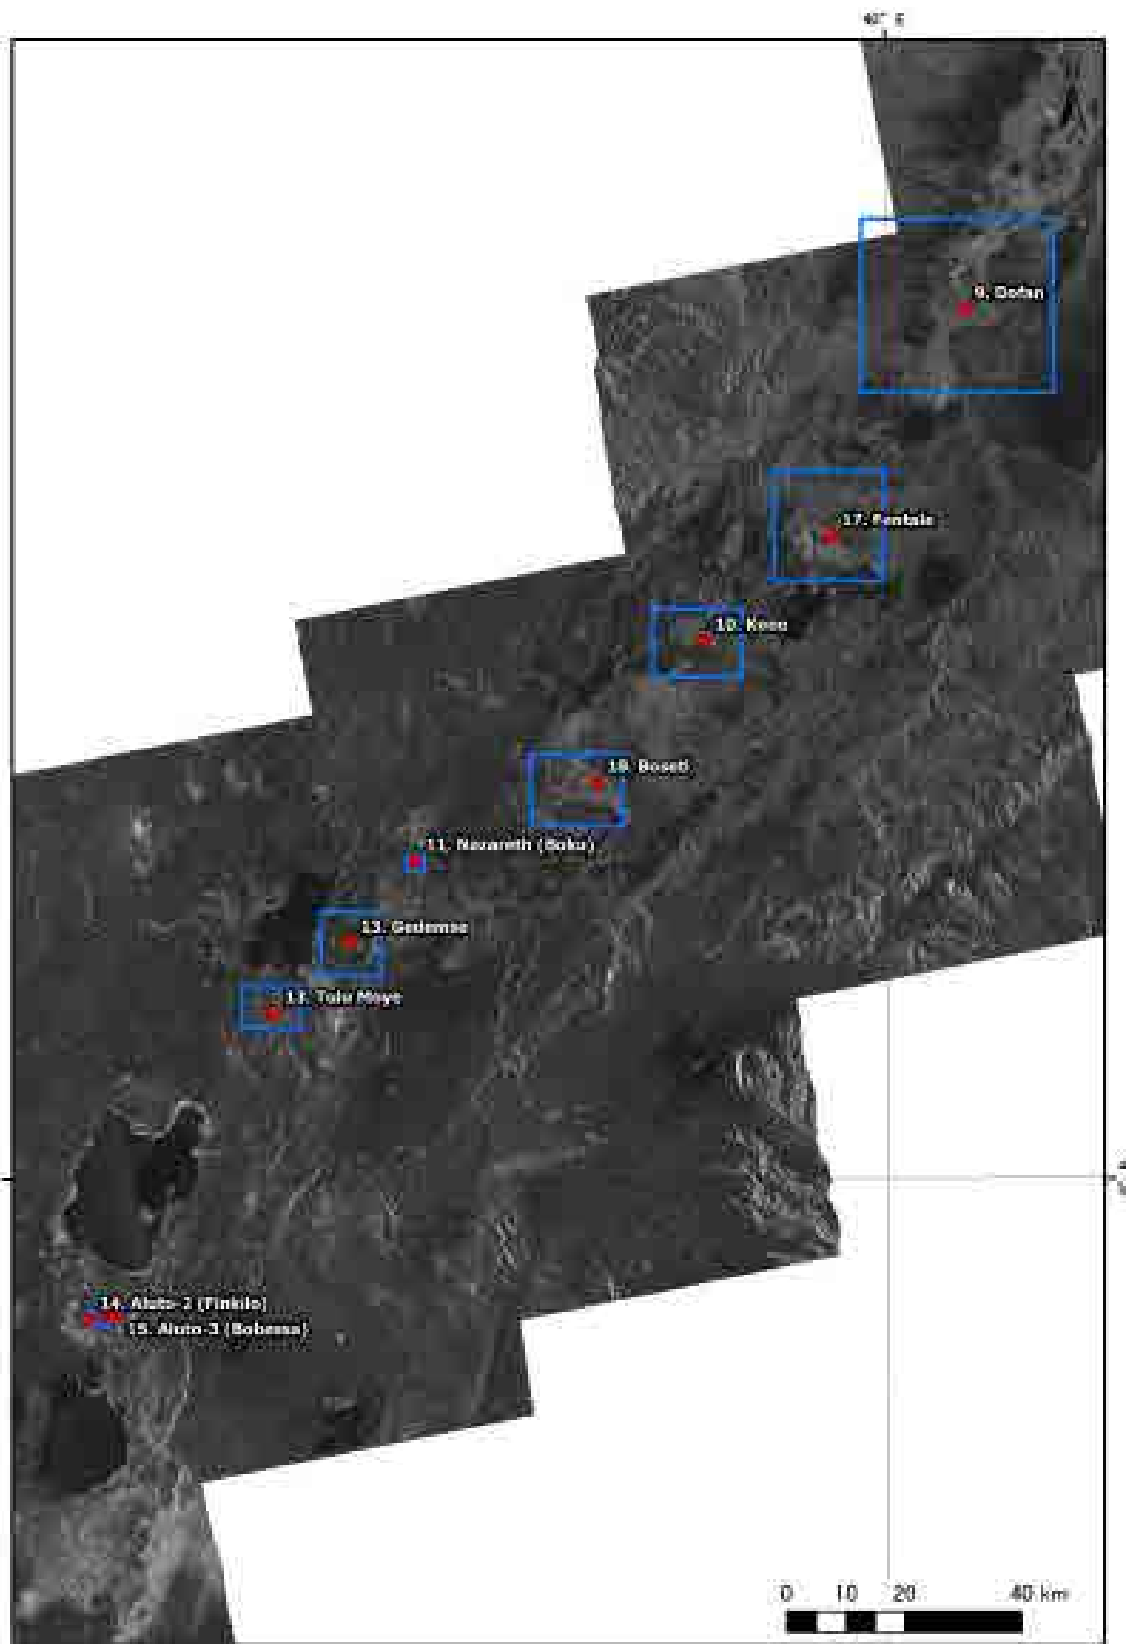 40° E
9. Dofan
17. Fentale
10. Kone
18. Boseti
11. Nazareth (Boku)
13. Gedemsa
13. Tulu Moye
14. Aluto-2 (Finkilo)
15. Aluto-3 (Bobessa)
0 10 20 40 km